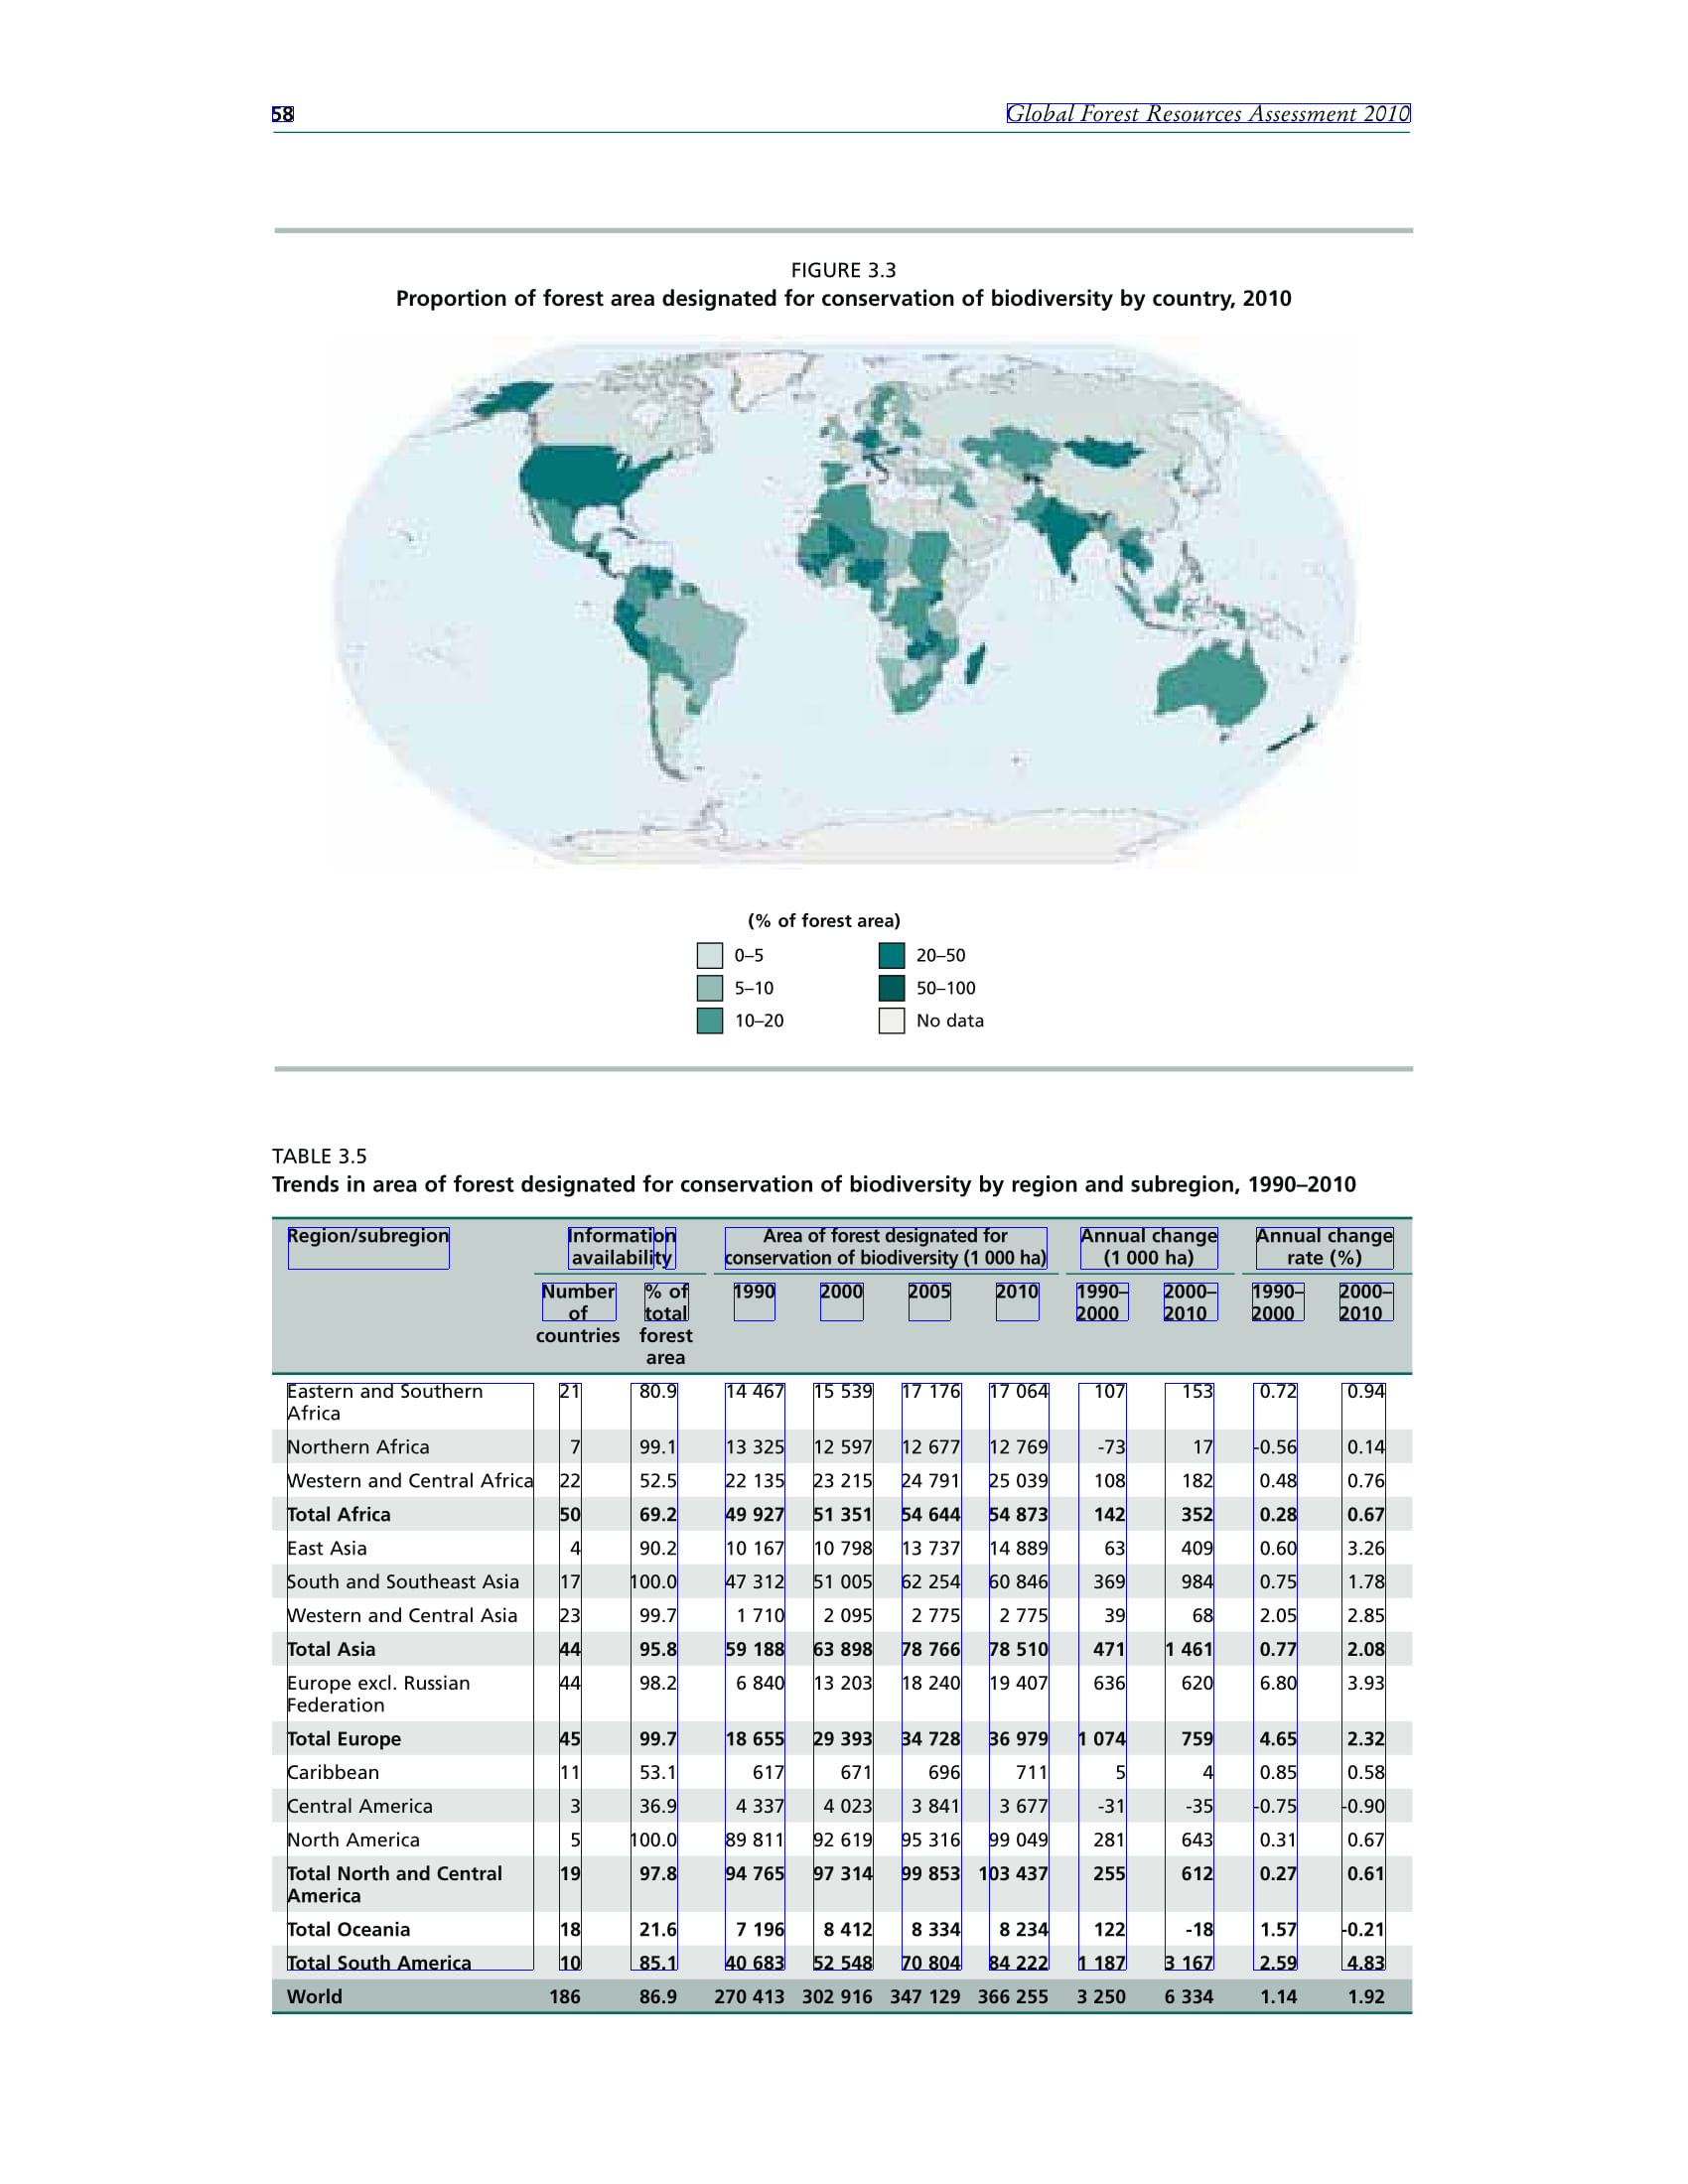 58
Global Forest Resources Assessment 2010
FIGURE 3.3
Proportion of forest area designated for conservation of biodiversity by country, 2010
(% of forest area)
0–5
20–50
5–10
50–100
10–20
No data
TABLE 3.5
Trends in area of forest designated for conservation of biodiversity by region and subregion, 1990–2010
Region/subregion Information availability Area of forest designated for conservation of biodiversity (1 000 ha) Annual change (1 000 ha) Annual change rate (%)
Number of countries % of total forest area 1990 2000 2005 2010 1990–2000 2000–2010 1990–2000 2000–2010
Eastern and Southern Africa 21 80.9 14 467 15 539 17 176 17 064 107 153 0.72 0.94
Northern Africa 7 99.1 13 325 12 597 12 677 12 769 -73 17 -0.56 0.14
Western and Central Africa 22 52.5 22 135 23 215 24 791 25 039 108 182 0.48 0.76
Total Africa 50 69.2 49 927 51 351 54 644 54 873 142 352 0.28 0.67
East Asia 4 90.2 10 167 10 798 13 737 14 889 63 409 0.60 3.26
South and Southeast Asia 17 100.0 47 312 51 005 62 254 60 846 369 984 0.75 1.78
Western and Central Asia 23 99.7 1 710 2 095 2 775 2 775 39 68 2.05 2.85
Total Asia 44 95.8 59 188 63 898 78 766 78 510 471 1 461 0.77 2.08
Europe excl. Russian Federation 44 98.2 6 840 13 203 18 240 19 407 636 620 6.80 3.93
Total Europe 45 99.7 18 655 29 393 34 728 36 979 1 074 759 4.65 2.32
Caribbean 11 53.1 617 671 696 711 5 4 0.85 0.58
Central America 3 36.9 4 337 4 023 3 841 3 677 -31 -35 -0.75 -0.90
North America 5 100.0 89 811 92 619 95 316 99 049 281 643 0.31 0.67
Total North and Central America 19 97.8 94 765 97 314 99 853 103 437 255 612 0.27 0.61
Total Oceania 18 21.6 7 196 8 412 8 334 8 234 122 -18 1.57 -0.21
Total South America 10 85.1 40 683 52 548 70 804 84 222 1 187 3 167 2.59 4.83
World 186 86.9 270 413 302 916 347 129 366 255 3 250 6 334 1.14 1.92